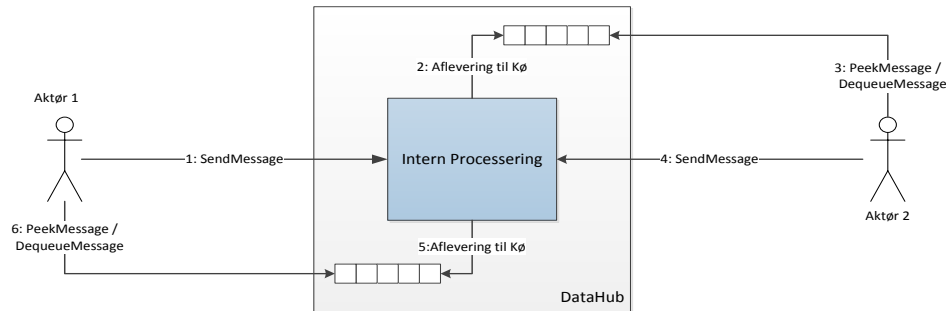 2: Aflevering til Kø
3: PeekMessage /
DequeueMessage
Aktør 1
1: SendMessage
Intern Processering
4: SendMessage
Aktør 2
6: PeekMessage /
DequeueMessage
5:Aflevering til Kø
DataHub